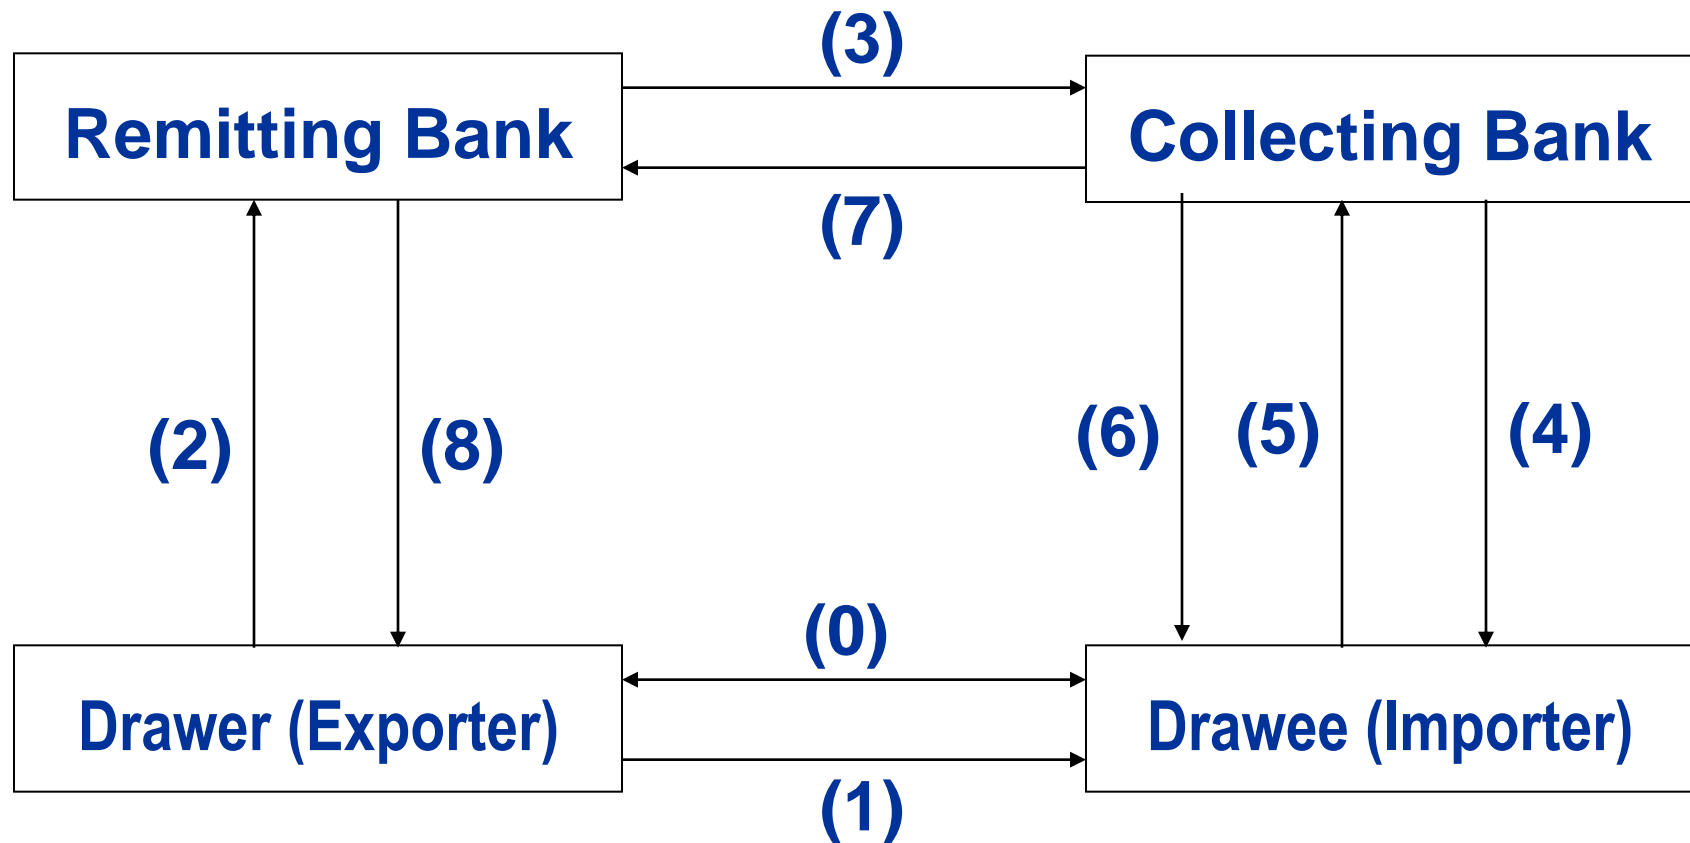 (3)
Remitting Bank
Collecting Bank
(7)
(2)
(8)
(6)
(5)
(4)
(0)
Drawer (Exporter)
Drawee (Importer)
(1)